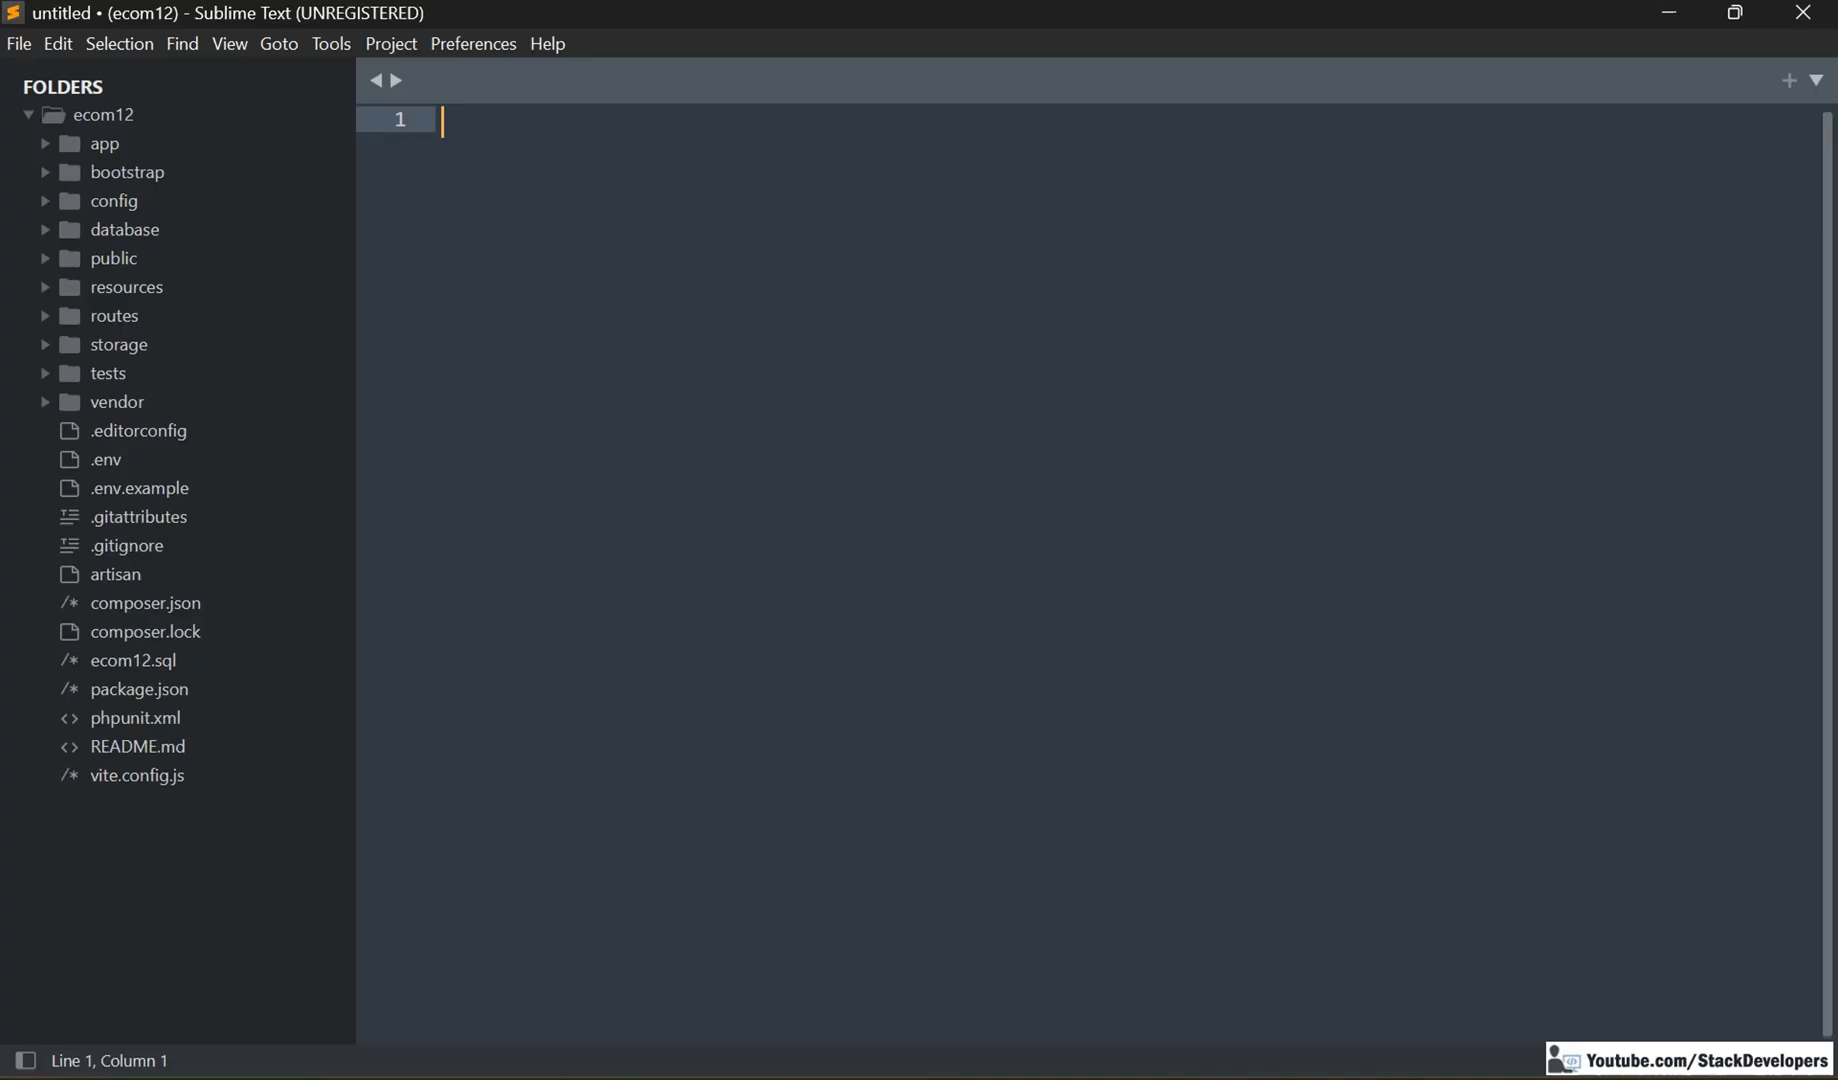 untitled • (ecom12) - Sublime Text (UNREGISTERED)
File Edit Selection Find View Goto Tools Project Preferences Help
FOLDERS
ecom12
app
bootstrap
config
database
public
resources
routes
storage
tests
vendor
.editorconfig
.env
.env.example
.gitattributes
.gitignore
artisan
/* composer.json
composer.lock
/* ecom12.sql
/* package.json
<> phpunit.xml
<> README.md
/* vite.config.js
1
Line 1, Column 1
Youtube.com/StackDevelopers